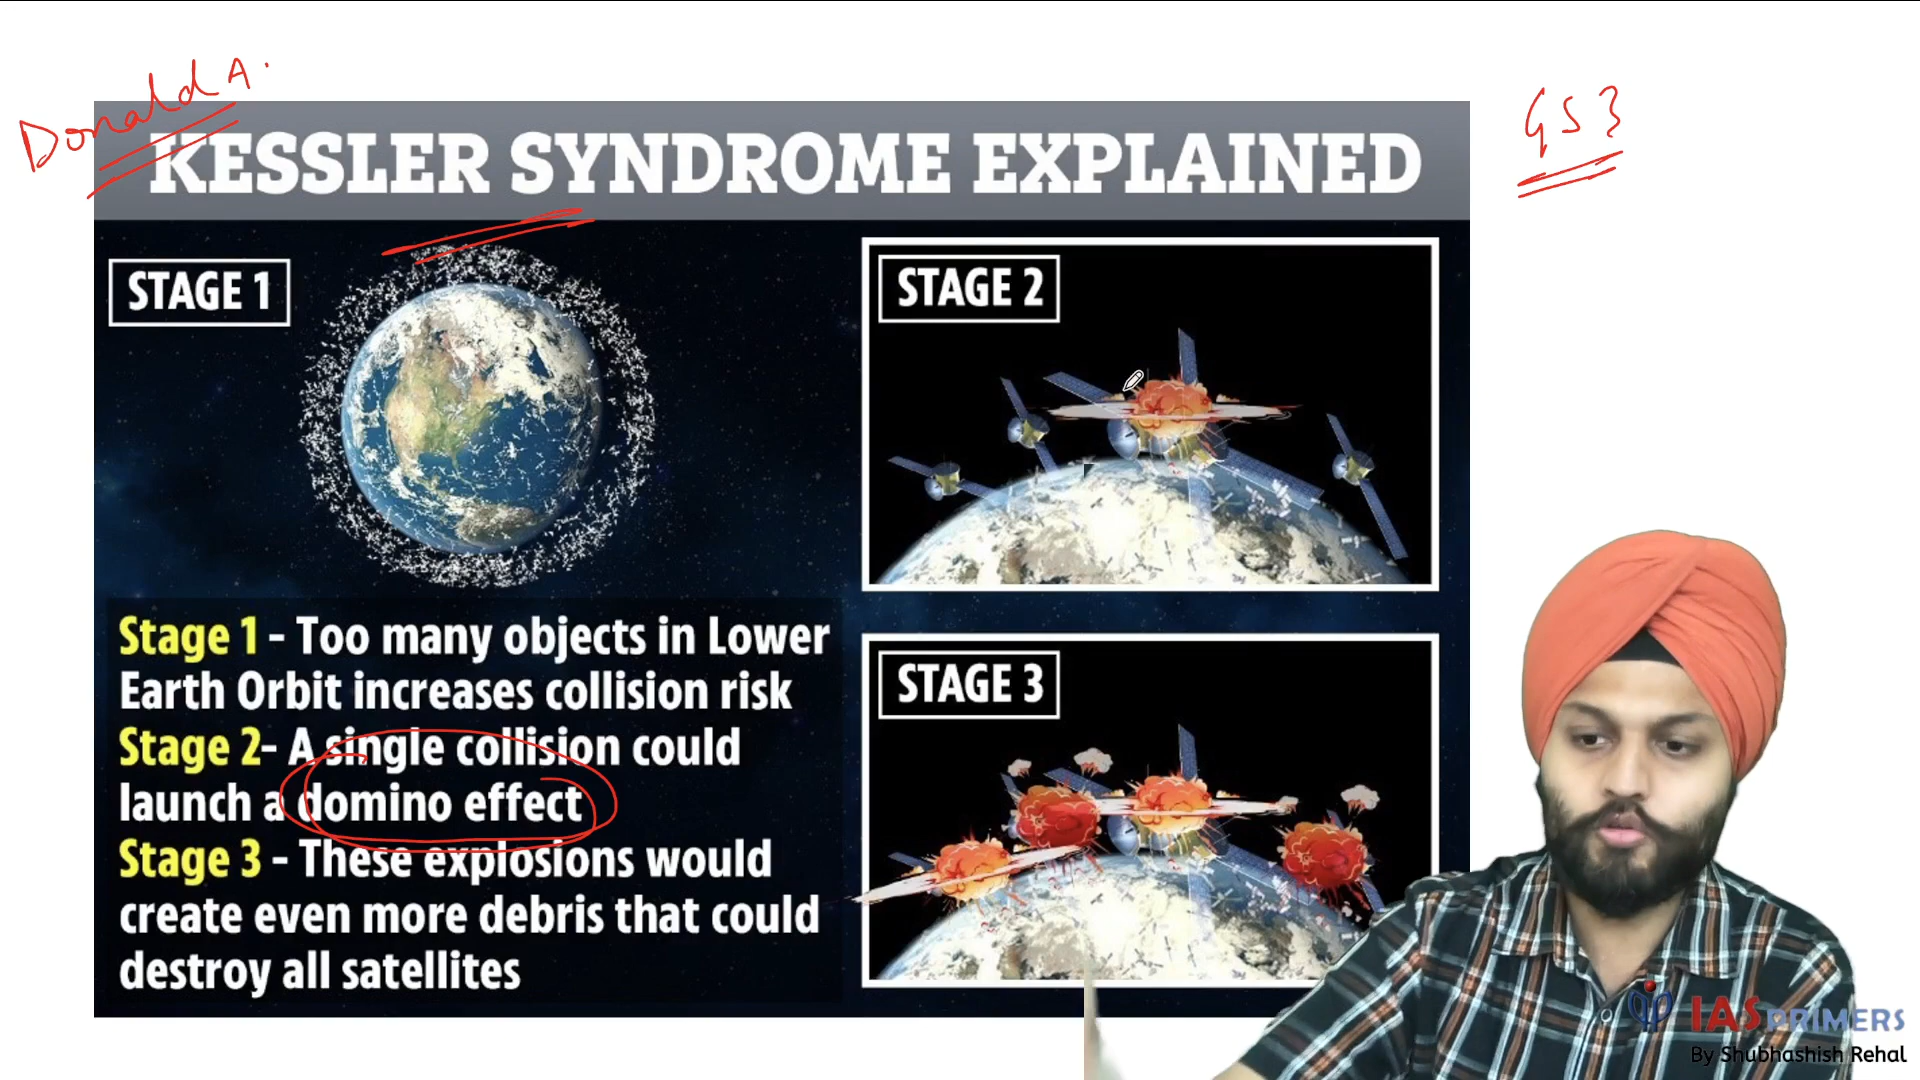 Donald A.
GS3
KESSLER SYNDROME EXPLAINED
STAGE 1
STAGE 2
Stage 1 - Too many objects in Lower
Earth Orbit increases collision risk
Stage 2- A single collision could
launch a domino effect
Stage 3 - These explosions would
create even more debris that could
destroy all satellites
STAGE 3
IAS PRIMERS
By Shubhashish Rehal